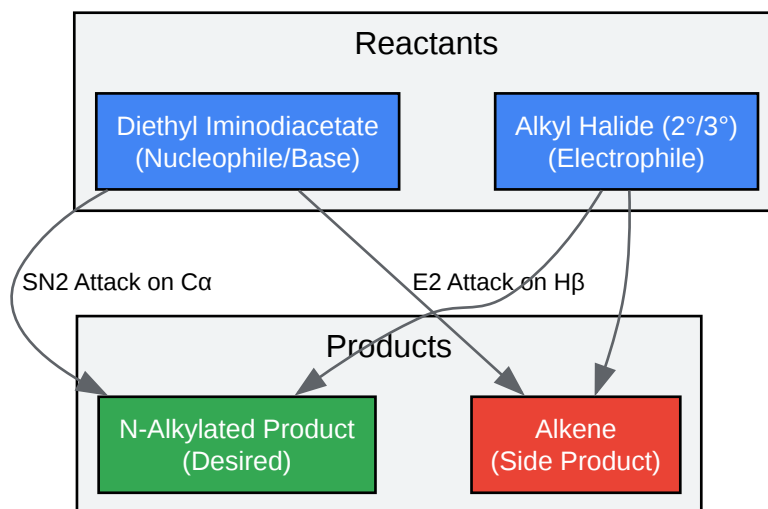 Reactants
Diethyl Iminodiacetate
(Nucleophile/Base)
Alkyl Halide (2°/3°)
(Electrophile)
SN2 Attack on Cα
E2 Attack on Hβ
Products
N-Alkylated Product
(Desired)
Alkene
(Side Product)